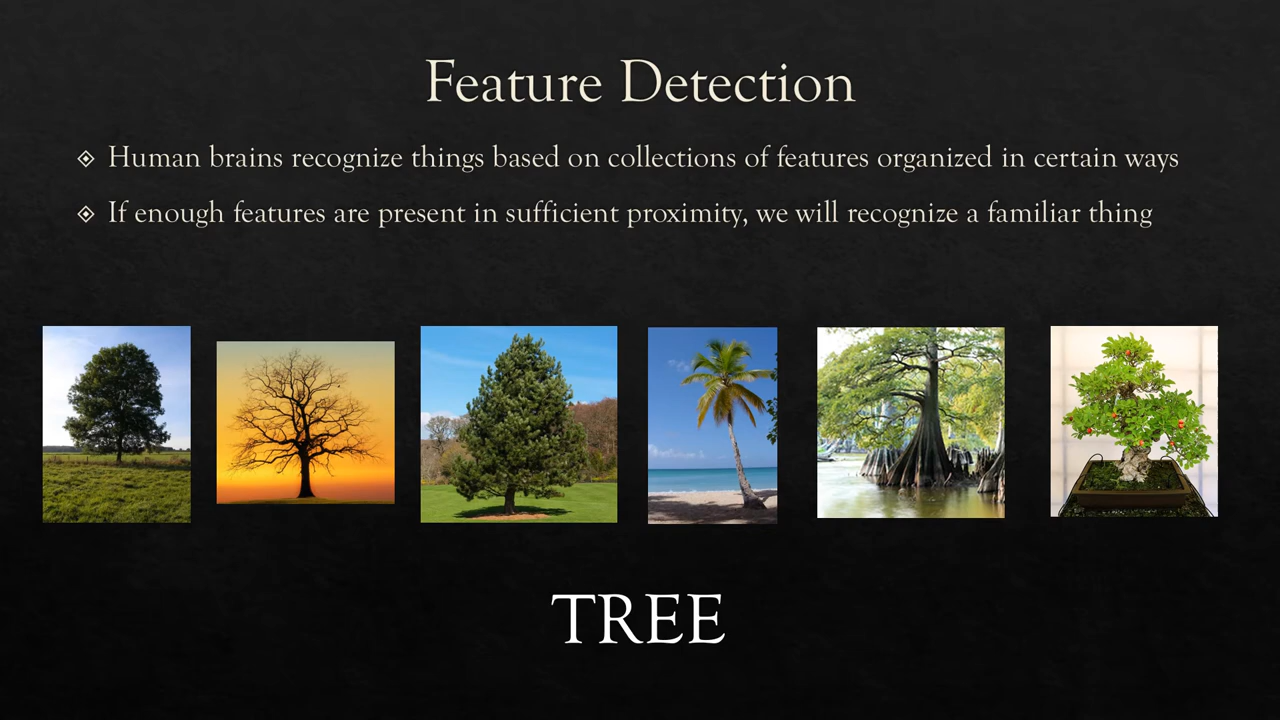 Feature Detection
Human brains recognize things based on collections of features organized in certain ways
If enough features are present in sufficient proximity, we will recognize a familiar thing
TREE